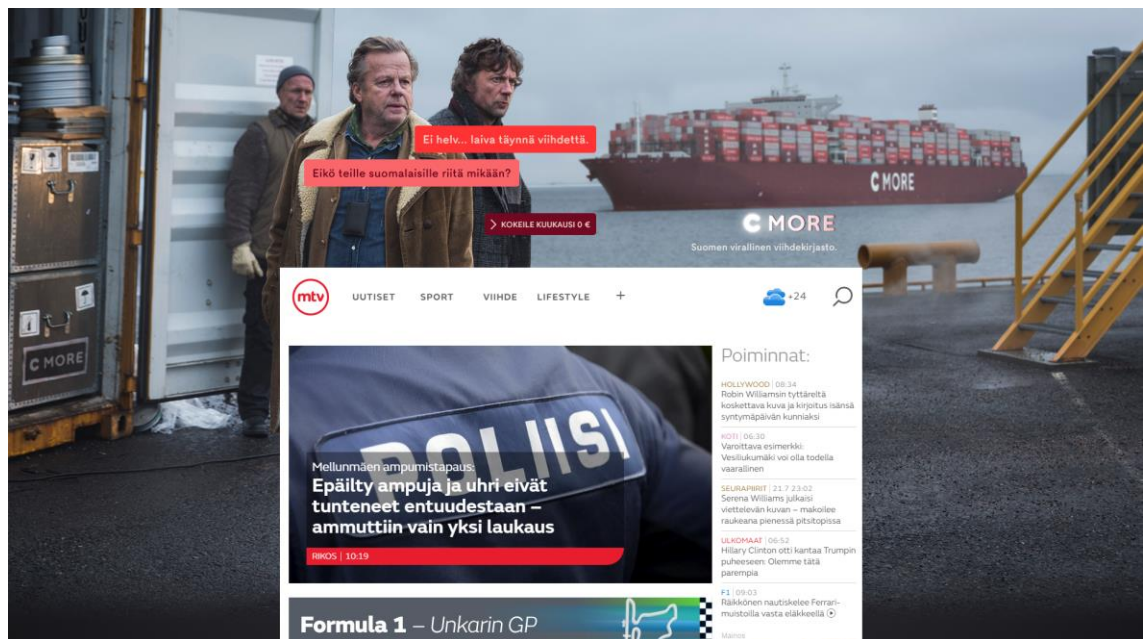 Ei helv... laiva täynnä viihdettä.
Eikö teille suomalaisille riitä mikään?
C MORE
KOKEILE KUUKAUSI 0 €
C MORE
Suomen virallinen viihdekirjasto.
C MORE
mtv
UUTISET SPORT VIIHDE LIFESTYLE +
+24
POLIISI
Mellunmäen ampumistapaus:
Epäilty ampuja ja uhri eivät
tunteneet entuudestaan –
ammuttiin vain yksi laukaus
RIKOS | 10:19
Formula 1 – Unkarin GP
Poiminnat:
HOLLYWOOD | 08:34
Robin Williamsin tyttäreltä
koskettava kuva ja kirjoitus isänsä
syntymäpäivän kunniaksi
KOTI | 06:30
Varoittava esimerkki:
Vesiliukumäki voi olla todella
vaarallinen
SEURAPIIRIT | 21.7 23:02
Serena Williams julkaisi
viettelevän kuvan – makoilee
raukeana pienessä pitsitopissa
ULKOMAAT | 06:52
Hillary Clinton otti kantaa Trumpin
puheeseen: Olemme tätä
parempia
F1 | 09:03
Räikkönen nautiskelee Ferrari-
muistoilla vasta eläkkeellä
Mainos